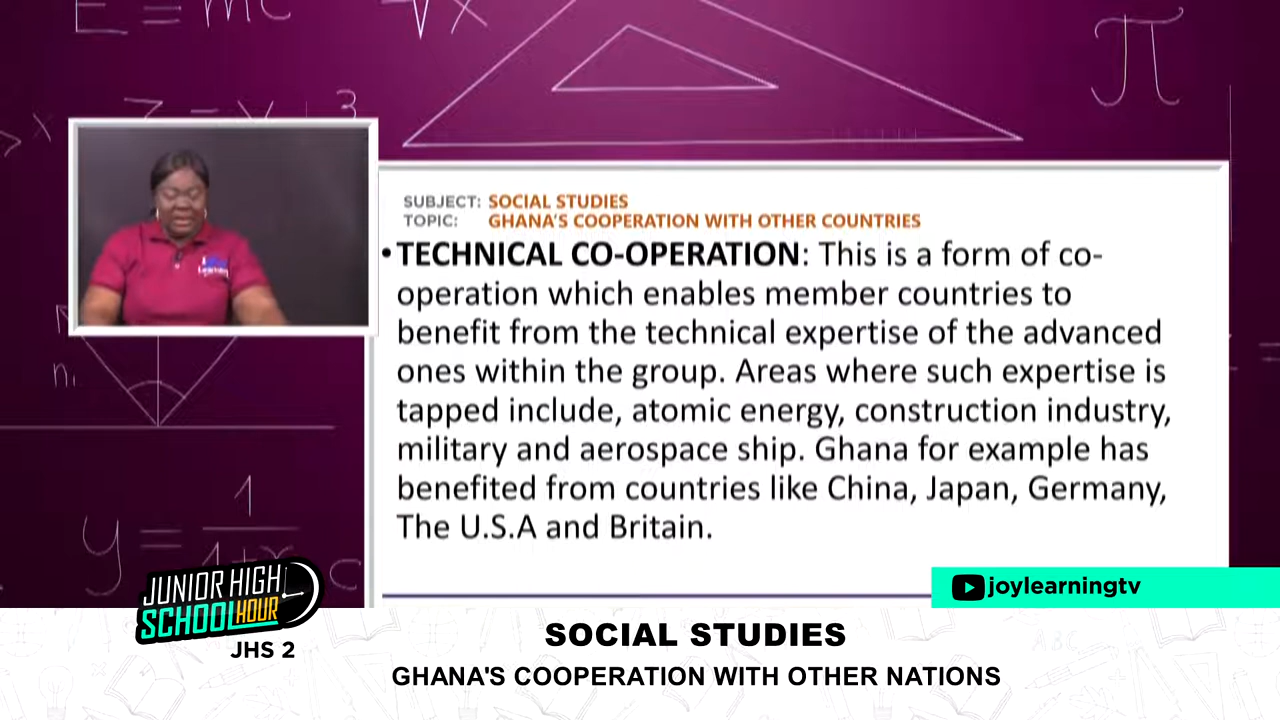 E = mc
√x
π
SUBJECT: SOCIAL STUDIES
TOPIC: GHANA'S COOPERATION WITH OTHER COUNTRIES
• TECHNICAL CO-OPERATION: This is a form of co-
operation which enables member countries to
benefit from the technical expertise of the advanced
ones within the group. Areas where such expertise is
tapped include, atomic energy, construction industry,
military and aerospace ship. Ghana for example has
benefited from countries like China, Japan, Germany,
The U.S.A and Britain.
y = 1
JUNIOR HIGH
SCHOOL HOUR
JHS 2
joylearningtv
SOCIAL STUDIES
GHANA'S COOPERATION WITH OTHER NATIONS